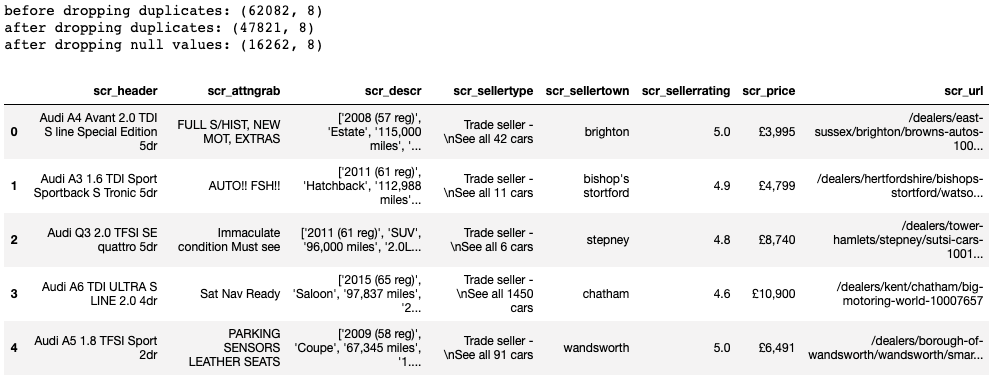 before dropping duplicates: (62082, 8)
after dropping duplicates: (47821, 8)
after dropping null values: (16262, 8)
scr_header scr_attngrab scr_descr scr_sellertype scr_sellertown scr_sellerrating scr_price scr_url
0 Audi A4 Avant 2.0 TDI S line Special Edition 5dr FULL S/HIST, NEW MOT, EXTRAS ['2008 (57 reg)', 'Estate', '115,000 miles', '... Trade seller - \nSee all 42 cars brighton 5.0 £3,995 /dealers/east-sussex/brighton/browns-autos-100...
1 Audi A3 1.6 TDI Sport Sportback S Tronic 5dr AUTO!! FSH!! ['2011 (61 reg)', 'Hatchback', '112,988 miles'... Trade seller - \nSee all 11 cars bishop's stortford 4.9 £4,799 /dealers/hertfordshire/bishops-stortford/watso...
2 Audi Q3 2.0 TFSI SE quattro 5dr Immaculate condition Must see ['2011 (61 reg)', 'SUV', '96,000 miles', '2.0L... Trade seller - \nSee all 6 cars stepney 4.8 £8,740 /dealers/tower-hamlets/stepney/sutsi-cars-1001...
3 Audi A6 TDI ULTRA S LINE 2.0 4dr Sat Nav Ready ['2015 (65 reg)', 'Saloon', '97,837 miles', '2... Trade seller - \nSee all 1450 cars chatham 4.6 £10,900 /dealers/kent/chatham/big-motoring-world-10007657
4 Audi A5 1.8 TFSI Sport 2dr PARKING SENSORS LEATHER SEATS ['2009 (58 reg)', 'Coupe', '67,345 miles', '1.... Trade seller - \nSee all 91 cars wandsworth 5.0 £6,491 /dealers/borough-of-wandsworth/wandsworth/smar...